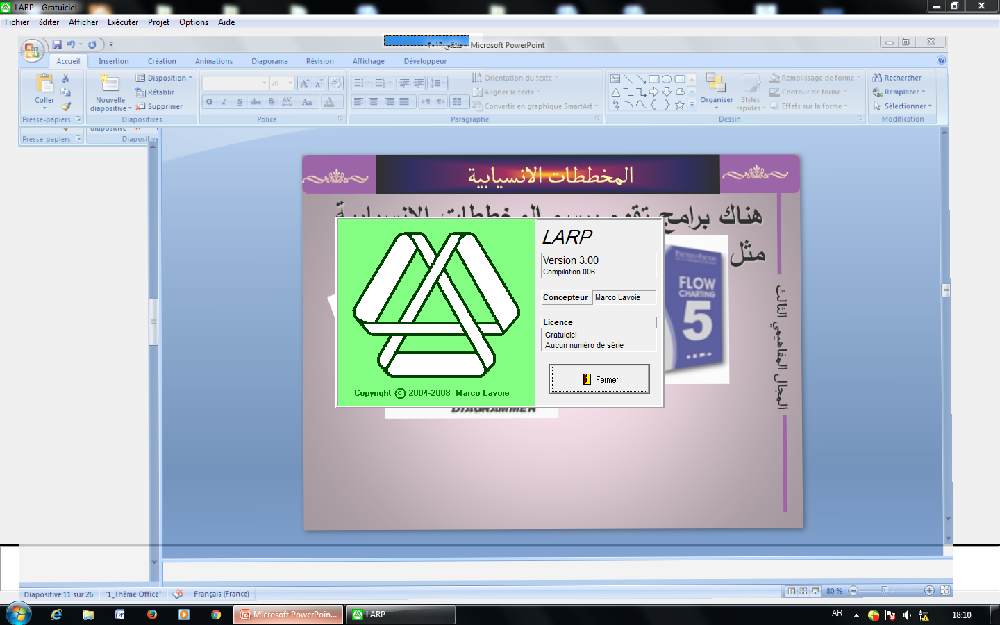 LARP - Gratuiciel
Fichier Éditer Afficher Exécuter Projet Options Aide
ملتقى ٢٠١٦ - Microsoft PowerPoint
Accueil Insertion Création Animations Diaporama Révision Affichage Développeur
Coller
Presse-papiers
Nouvelle
diapositive
Disposition
Rétablir
Supprimer
Diapositives
28
G I S abc S AV Aa A
Police
Orientation du texte
Aligner le texte
Convertir en graphique SmartArt
Paragraphe
Organiser
Styles
rapides
Remplissage de forme
Contour de forme
Effets sur la forme
Dessin
Rechercher
Remplacer
Sélectionner
Modification
Presse-papiers
المخططات الانسيابية
هناك برامج تقوم برسم المخططات الانسيابية
مثل
المجال المفاهيمي الثالث
FLOW
CHARTING
5
DIAGRAMMER
LARP
Version 3.00
Compilation 006
Concepteur Marco Lavoie
Licence
Gratuiciel
Aucun numéro de série
Fermer
Copyright © 2004-2008 Marco Lavoie
Diapositive 11 sur 26 "1_Thème Office" Français (France) 80 %
Microsoft PowerPoin... LARP AR 18:10